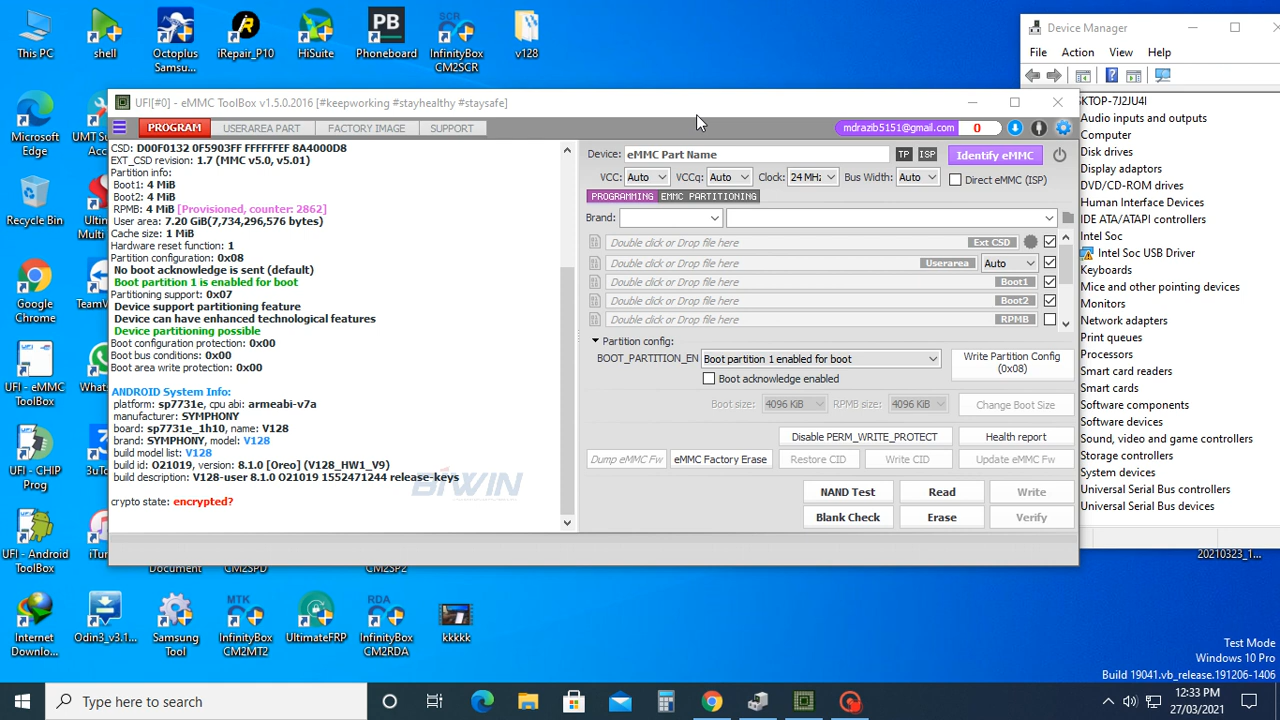 This PC
shell
Octoplus Samsu...
iRepair_P10
HiSuite
PB
Phoneboard
SCR
InfinityBox CM2SCR
v128
Device Manager
File Action View Help
UFI[#0] - eMMC ToolBox v1.5.0.2016 [#keepworking #stayhealthy #staysafe]
PROGRAM
USERAREA PART
FACTORY IMAGE
SUPPORT
mdrazib5151@gmail.com
0
CSD: D00F0132 0F5903FF FFFFFFEF 8A4000D8
EXT_CSD revision: 1.7 (MMC v5.0, v5.01)
Partition info:
Boot1: 4 MiB
Boot2: 4 MiB
RPMB: 4 MiB [Provisioned, counter: 2862]
User area: 7.20 GiB(7,734,296,576 bytes)
Cache size: 1 MiB
Hardware reset function: 1
Partition configuration: 0x08
No boot acknowledge is sent (default)
Boot partition 1 is enabled for boot
Partitioning support: 0x07
Device support partitioning feature
Device can have enhanced technological features
Device partitioning possible
Boot configuration protection: 0x00
Boot bus conditions: 0x00
Boot area write protection: 0x00
ANDROID System Info:
platform: sp7731e, cpu abi: armeabi-v7a
manufacturer: SYMPHONY
board: sp7731e_1h10, name: V128
brand: SYMPHONY, model: V128
build model list: V128
build id: O21019, version: 8.1.0 [Oreo] (V128_HW1_V9)
build description: V128-user 8.1.0 O21019 1552471244 release-keys
crypto state: encrypted?
BIWIN
Device: eMMC Part Name
TP
ISP
Identify eMMC
VCC: Auto VCCq: Auto Clock: 24 MHz Bus Width: Auto
Direct eMMC (ISP)
PROGRAMMING
EMMC PARTITIONING
Brand:
Double click or Drop file here Ext CSD
Double click or Drop file here Userarea Auto
Double click or Drop file here Boot1
Double click or Drop file here Boot2
Double click or Drop file here RPMB
Partition config:
BOOT_PARTITION_EN Boot partition 1 enabled for boot
Write Partition Config (0x08)
Boot acknowledge enabled
Boot size: 4096 KiB RPMB size: 4096 KiB Change Boot Size
Disable PERM_WRITE_PROTECT Health report
Dump eMMC Fw eMMC Factory Erase Restore CID Write CID Update eMMC Fw
NAND Test Read Write
Blank Check Erase Verify
KTOP-7J2JU4I
Audio inputs and outputs
Computer
Disk drives
Display adapters
DVD/CD-ROM drives
Human Interface Devices
IDE ATA/ATAPI controllers
Intel Soc
Intel Soc USB Driver
Keyboards
Mice and other pointing devices
Monitors
Network adapters
Print queues
Processors
Smart card readers
Smart cards
Software components
Software devices
Sound, video and game controllers
Storage controllers
System devices
Universal Serial Bus controllers
Universal Serial Bus devices
Microsoft Edge
UMT
Recycle Bin
Google Chrome
UFI - eMMC ToolBox
UFI - CHIP Prog
UFI - Android ToolBox
Document
CM2SPD
CM2SP2
20210323_1...
Internet Downlo...
Odin3_v3.1...
Samsung Tool
MTK
InfinityBox CM2MT2
UltimateFRP
RDA
InfinityBox CM2RDA
kkkkk
Test Mode
Windows 10 Pro
Build 19041.vb_release.191206-1406
Type here to search
12:33 PM
27/03/2021